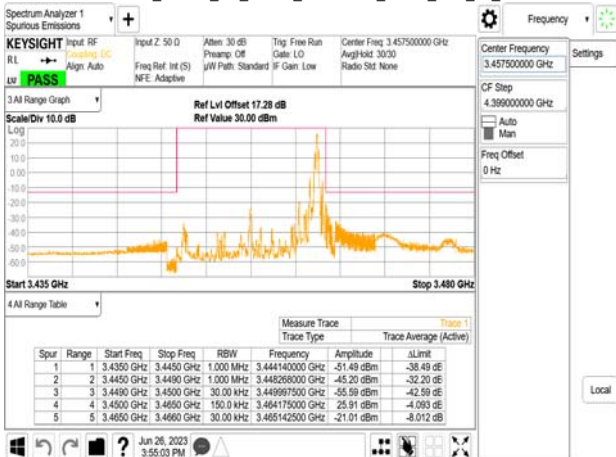 Spectrum Analyzer 1
Spurious Emissions
+
Frequency
KEYSIGHT Input: RF Input Z: 50 Ω Atten: 30 dB Trig: Free Run Center Freq: 3.457500000 GHz
RL Coupling: DC Preamp: Off Gate: LO Avg|Hold: 30/30
Align: Auto Freq Ref: Int (S) µW Path: Standard IF Gain: Low Radio Std: None
LV PASS NFE: Adaptive
3 All Range Graph
Ref Lvl Offset 17.28 dB
Scale/Div 10.0 dB Ref Value 30.00 dBm
Log
20.0
10.0
0.00
-10.0
-20.0
-30.0
-40.0
-50.0
-60.0
Start 3.435 GHz Stop 3.480 GHz
4 All Range Table
Measure Trace Trace 1
Trace Type Trace Average (Active)
Spur Range Start Freq Stop Freq RBW Frequency Amplitude ΔLimit
1 1 3.4350 GHz 3.4450 GHz 1.000 MHz 3.444140000 GHz -51.49 dBm -38.49 dB
2 2 3.4450 GHz 3.4490 GHz 1.000 MHz 3.448268000 GHz -45.20 dBm -32.20 dB
3 3 3.4490 GHz 3.4500 GHz 30.00 kHz 3.449997500 GHz -55.59 dBm -42.59 dB
4 4 3.4500 GHz 3.4650 GHz 150.0 kHz 3.464175000 GHz 25.91 dBm -4.093 dB
5 5 3.4650 GHz 3.4660 GHz 30.00 kHz 3.465142500 GHz -21.01 dBm -8.012 dB
?
Jun 26, 2023
3:55:03 PM
Center Frequency
3.457500000 GHz
Settings
CF Step
4.399000000 GHz
Auto
Man
Freq Offset
0 Hz
Local